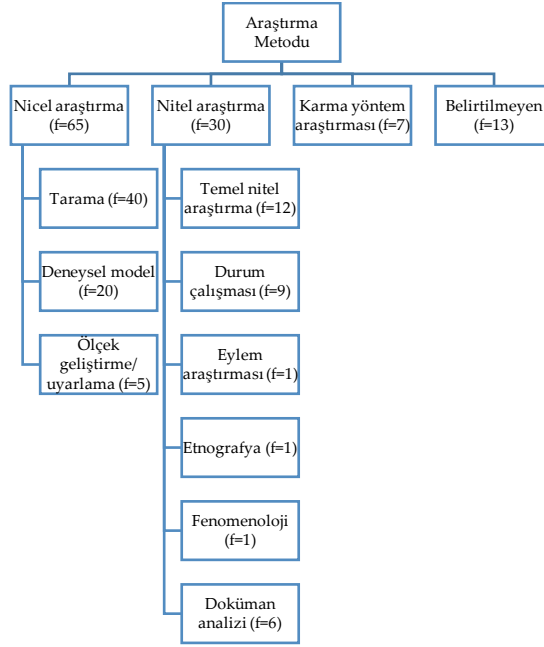 Araştırma
Metodu
Nicel araştırma
(f=65)
Nitel araştırma
(f=30)
Karma yöntem
araştırması (f=7)
Belirtilmeyen
(f=13)
Tarama (f=40)
Deneysel model
(f=20)
Ölçek
geliştirme/
uyarlama (f=5)
Temel nitel
araştırma (f=12)
Durum
çalışması (f=9)
Eylem
araştırması (f=1)
Etnografya (f=1)
Fenomenoloji
(f=1)
Doküman
analizi (f=6)